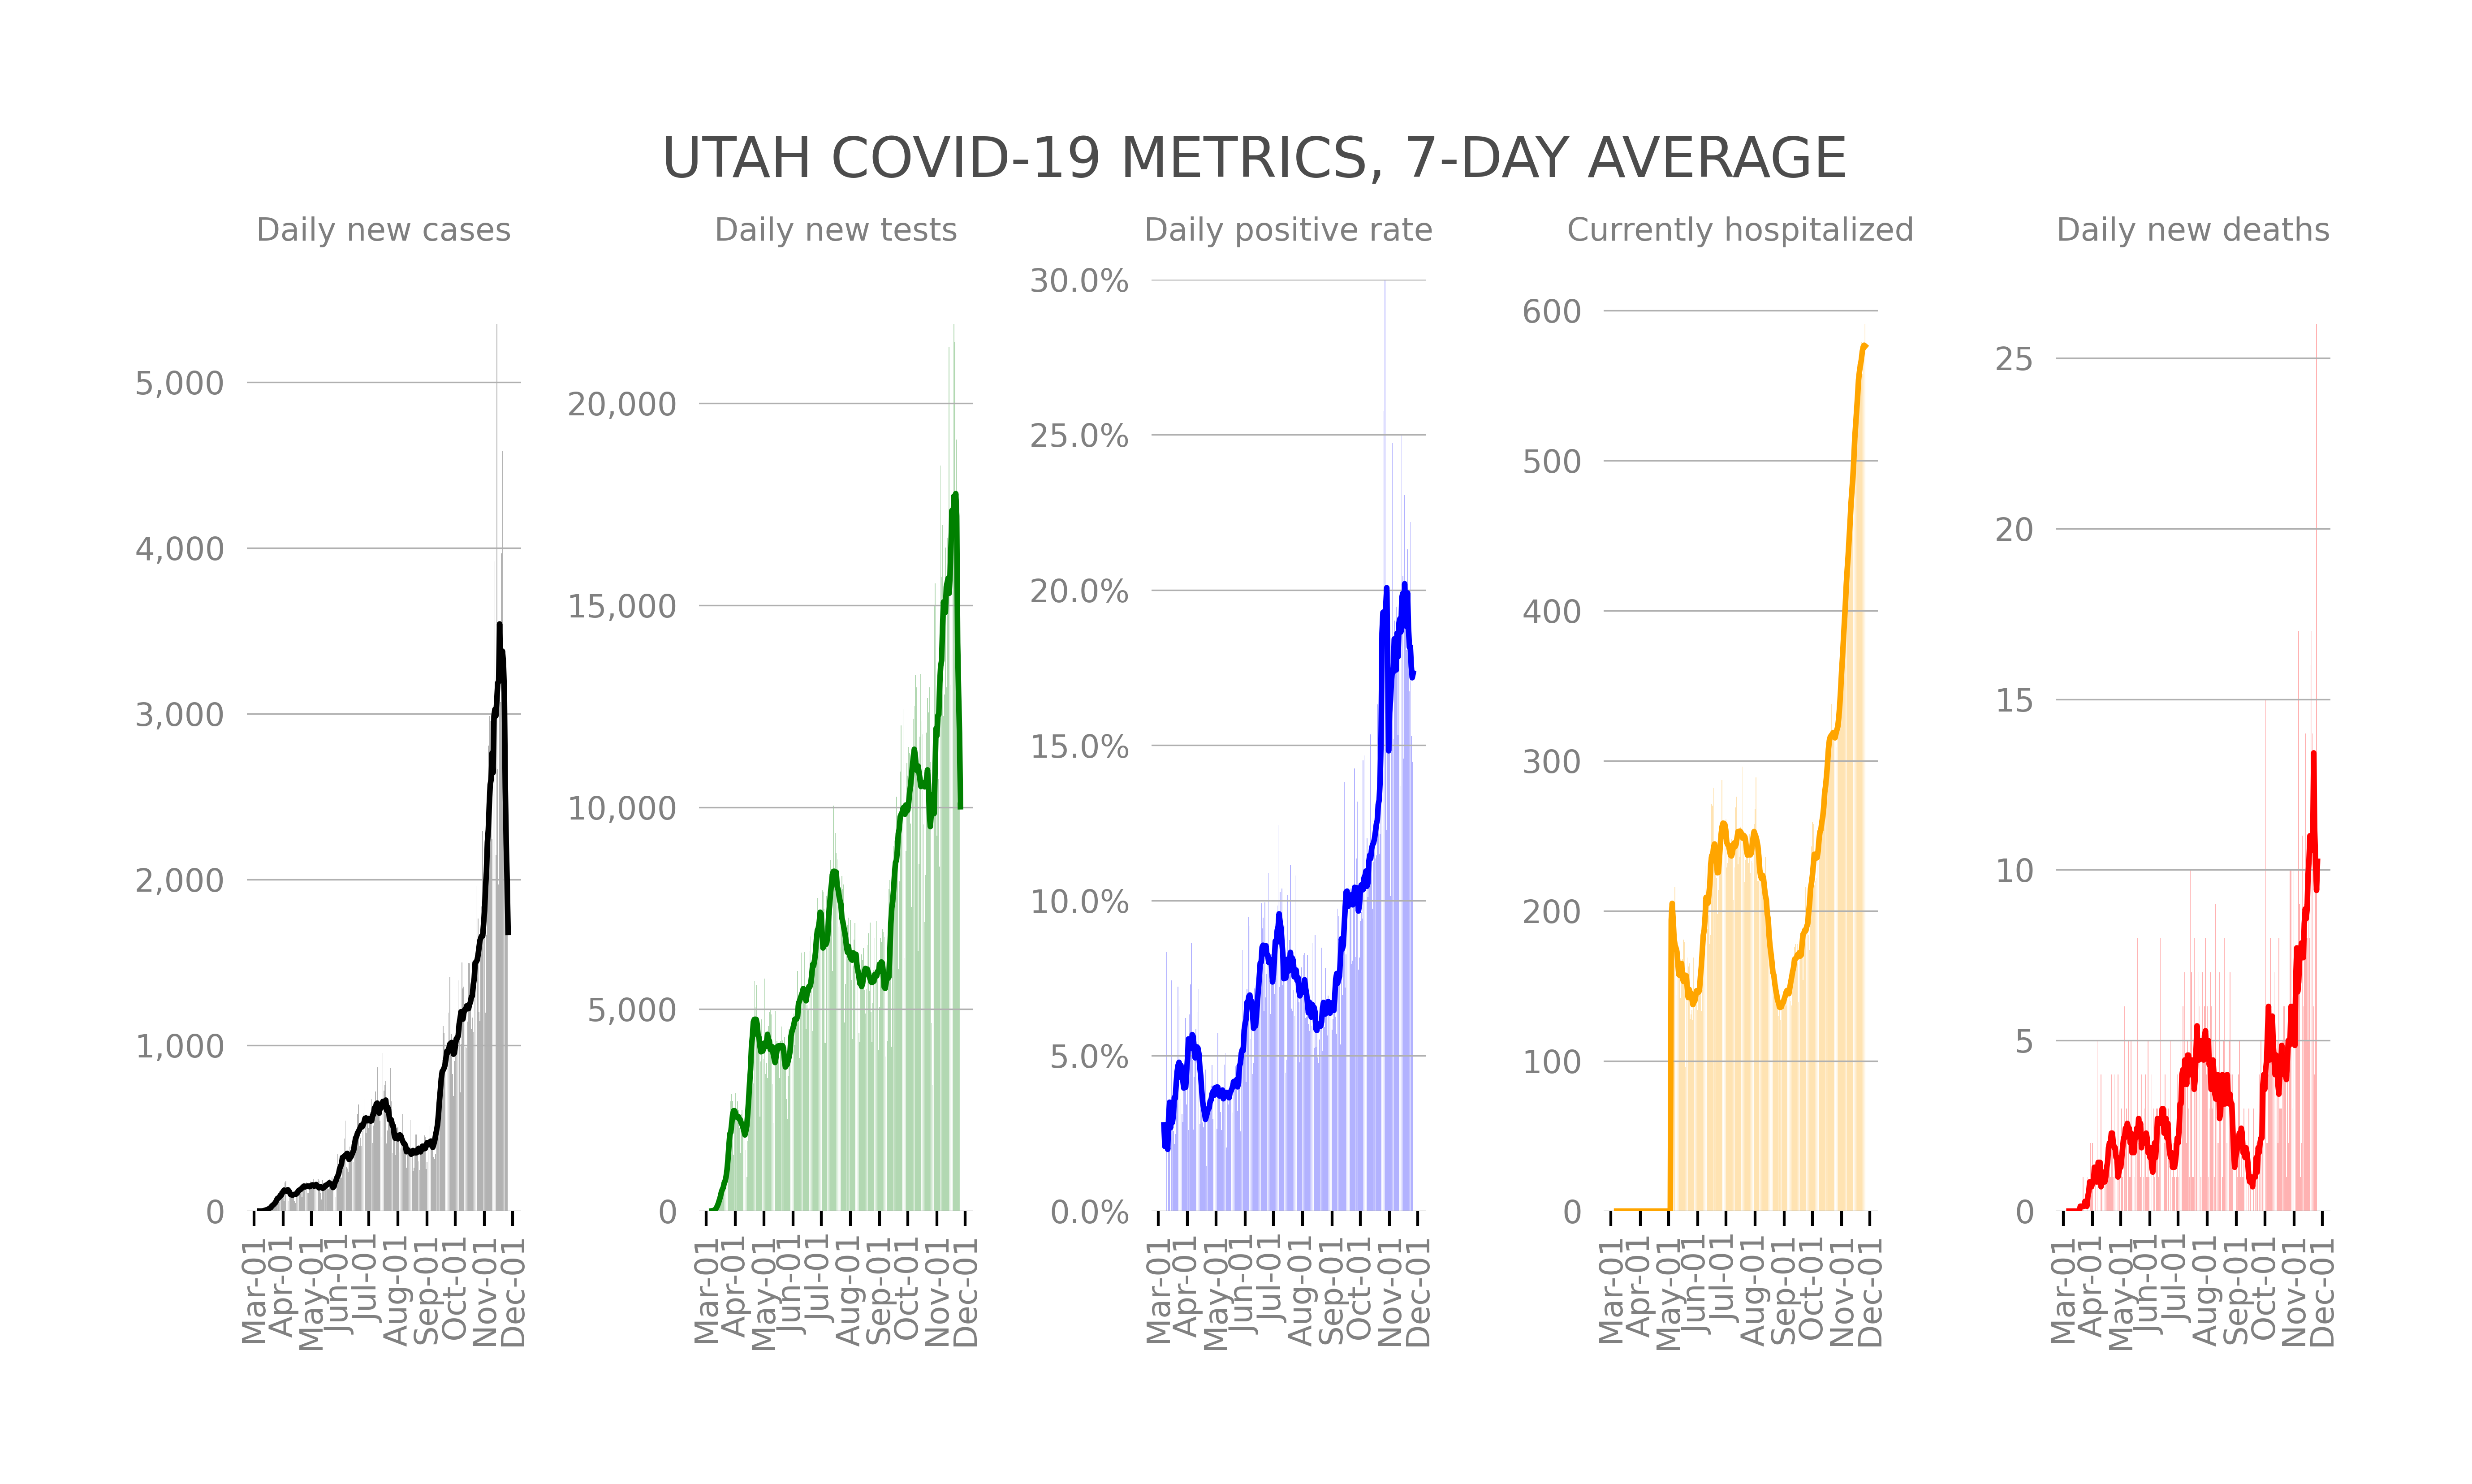 UTAH COVID-19 METRICS, 7-DAY AVERAGE
Daily new cases
5,000
4,000
3,000
2,000
1,000
0
Mar-01
Apr-01
May-01
Jun-01
Jul-01
Aug-01
Sep-01
Oct-01
Nov-01
Dec-01
Daily new tests
20,000
15,000
10,000
5,000
0
Mar-01
Apr-01
May-01
Jun-01
Jul-01
Aug-01
Sep-01
Oct-01
Nov-01
Dec-01
Daily positive rate
30.0%
25.0%
20.0%
15.0%
10.0%
5.0%
0.0%
Mar-01
Apr-01
May-01
Jun-01
Jul-01
Aug-01
Sep-01
Oct-01
Nov-01
Dec-01
Currently hospitalized
600
500
400
300
200
100
0
Mar-01
Apr-01
May-01
Jun-01
Jul-01
Aug-01
Sep-01
Oct-01
Nov-01
Dec-01
Daily new deaths
25
20
15
10
5
0
Mar-01
Apr-01
May-01
Jun-01
Jul-01
Aug-01
Sep-01
Oct-01
Nov-01
Dec-01